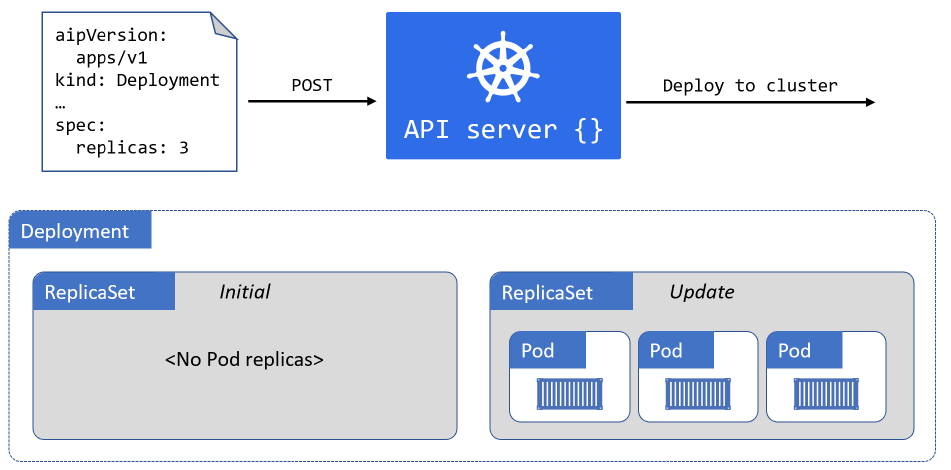 aipVersion:
apps/v1
kind: Deployment
…
spec:
replicas: 3
POST
API server {}
Deploy to cluster
Deployment
ReplicaSet
Initial
<No Pod replicas>
ReplicaSet
Update
Pod
Pod
Pod